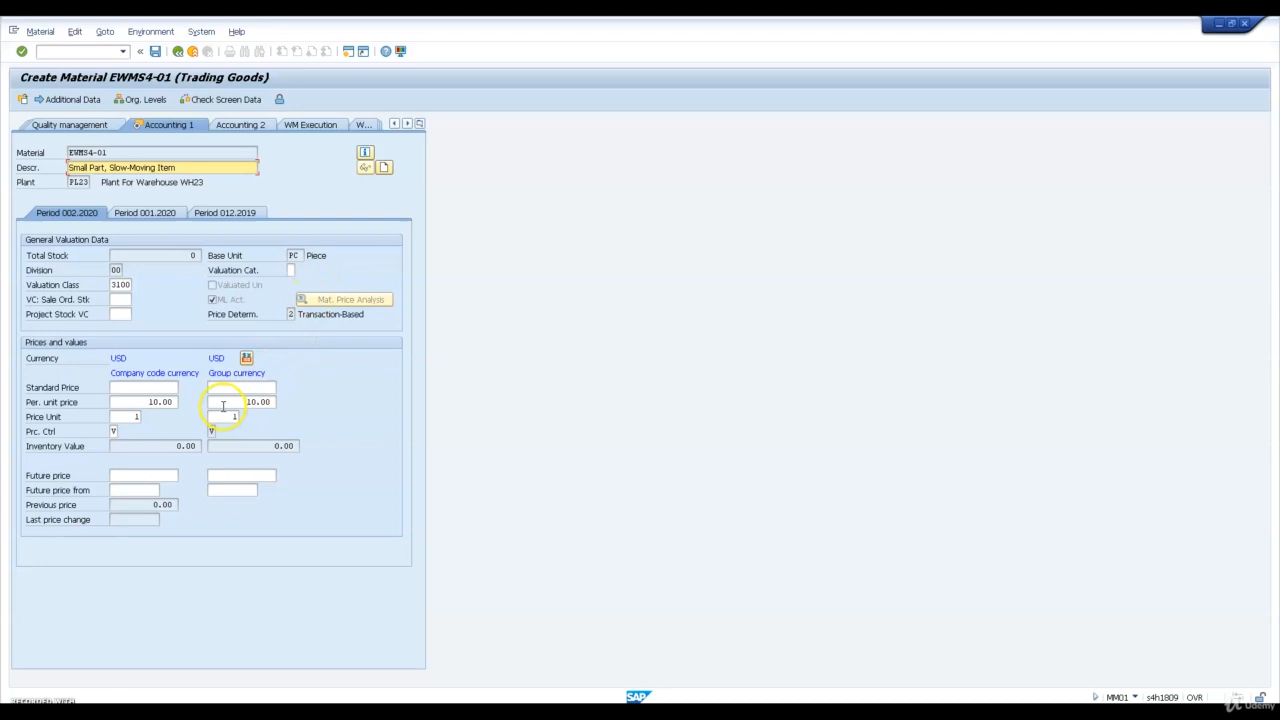 Material Edit Goto Environment System Help
Create Material EWMS4-01 (Trading Goods)
Additional Data Org. Levels Check Screen Data
Quality management Accounting 1 Accounting 2 WM Execution W...
Material EWMS4-01
Descr. Small Part, Slow-Moving Item
Plant PL23 Plant For Warehouse WH23
Period 002.2020 Period 001.2020 Period 012.2019
General Valuation Data
Total Stock 0 Base Unit PC Piece
Division 00 Valuation Cat.
Valuation Class 3100 Valuated Un
VC: Sale Ord. Stk ML Act. Mat. Price Analysis
Project Stock VC Price Determ. 2 Transaction-Based
Prices and values
Currency USD USD
Company code currency Group currency
Standard Price
Per. unit price 10.00 10.00
Price Unit 1 1
Prc. Ctrl V V
Inventory Value 0.00 0.00
Future price
Future price from
Previous price 0.00
Last price change
RECORDED WITH
SAP MM01 s4h1809 OVR
Udemy